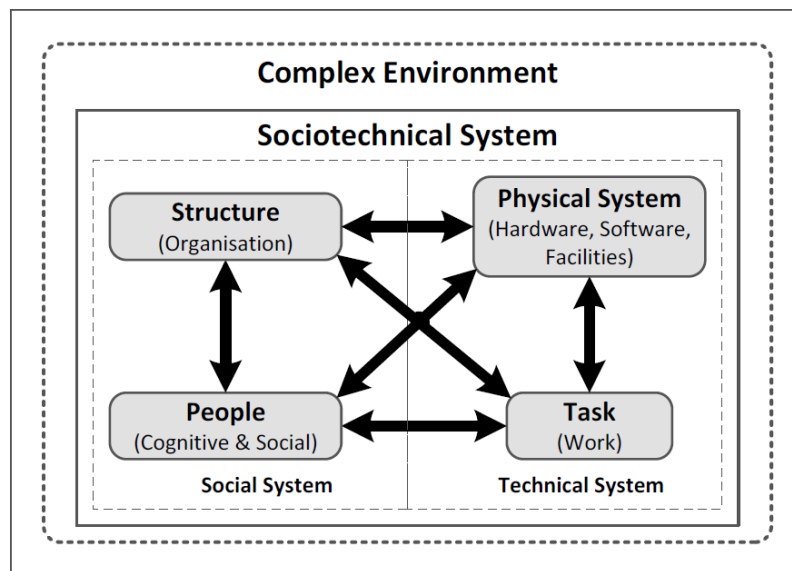 Complex Environment
Sociotechnical System
Structure
(Organisation)
Physical System
(Hardware, Software,
Facilities)
People
(Cognitive & Social)
Task
(Work)
Social System
Technical System